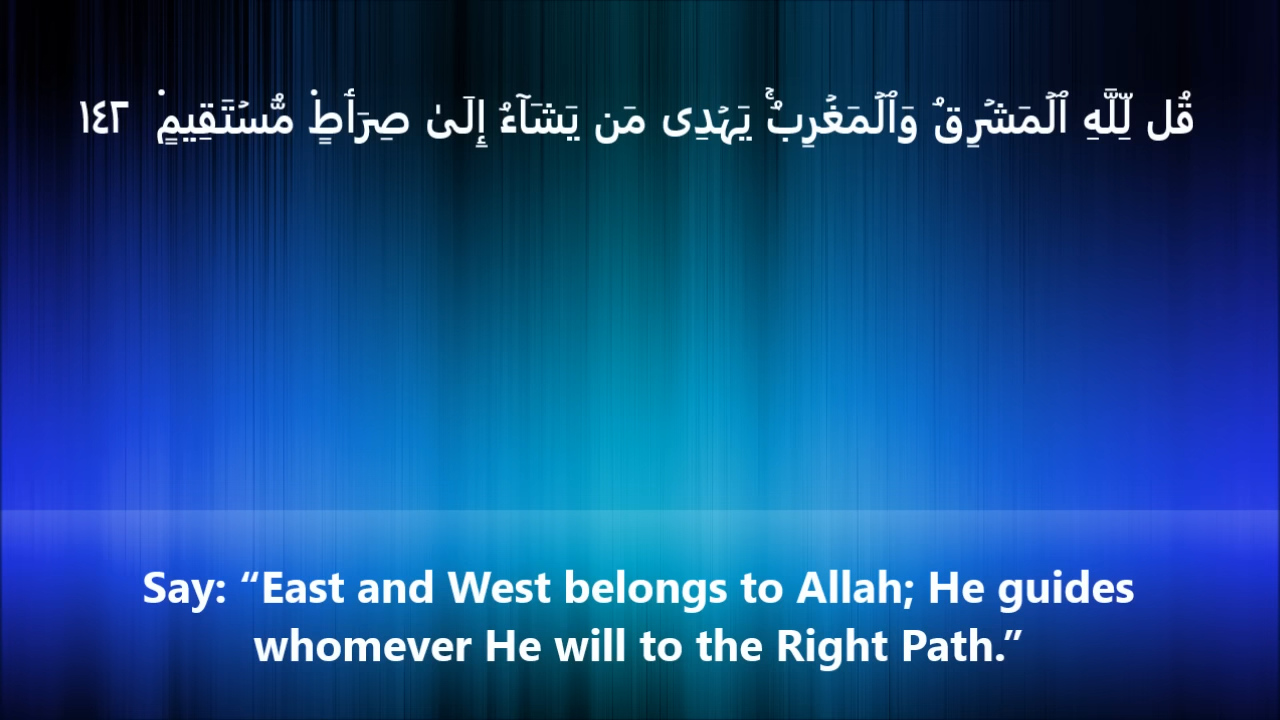 قُل لِّلَّهِ ٱلۡمَشۡرِقُ وَٱلۡمَغۡرِبُۚ يَهۡدِى مَن يَشَآءُ إِلَىٰ صِرَٲطٍ۬ مُّسۡتَقِيمٍ۬ ١٤٢
Say: “East and West belongs to Allah; He guides
whomever He will to the Right Path.”